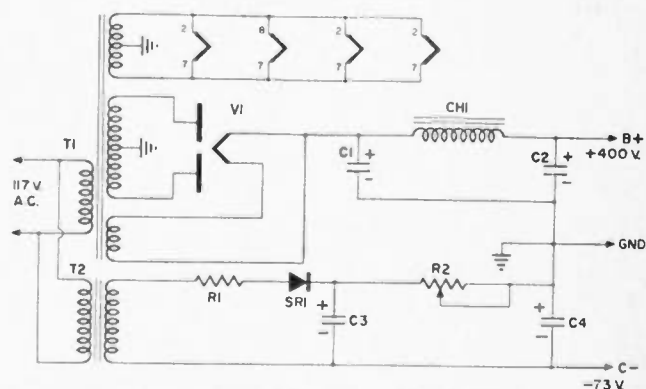 2 8 2 2
7 7 7 7
V1
CH1
T1
B+
+400 V.
C1 + -
C2 + -
117 V.
A.C.
GND
T2
R1
SR1
R2
+ C3 -
+ C4 -
C-
-73 V.